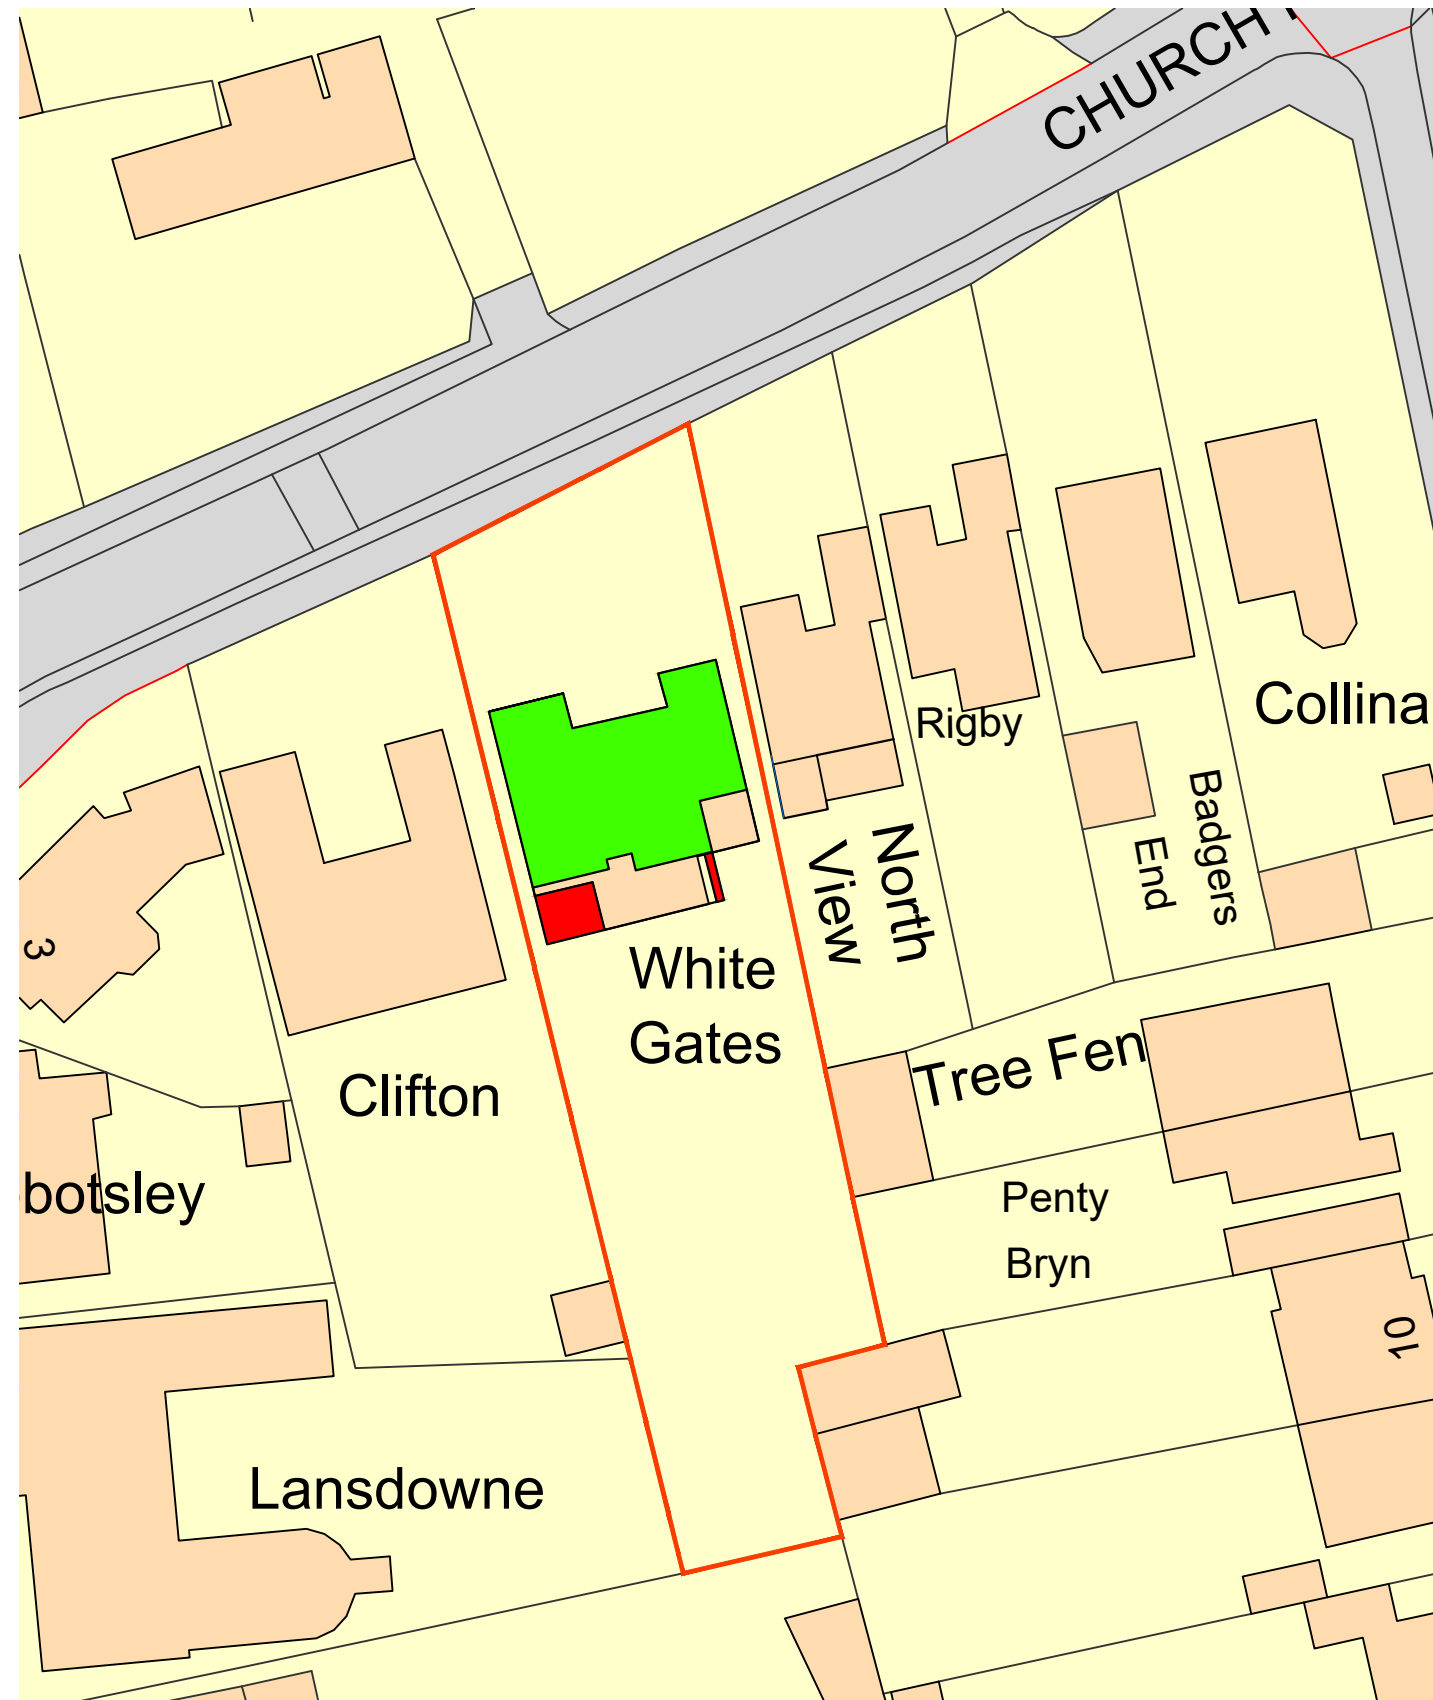 CHURCH
Collina
Rigby
Badgers
End
North
View
3
White
Gates
Tree Fen
Clifton
botsley
Penty
Bryn
10
Lansdowne